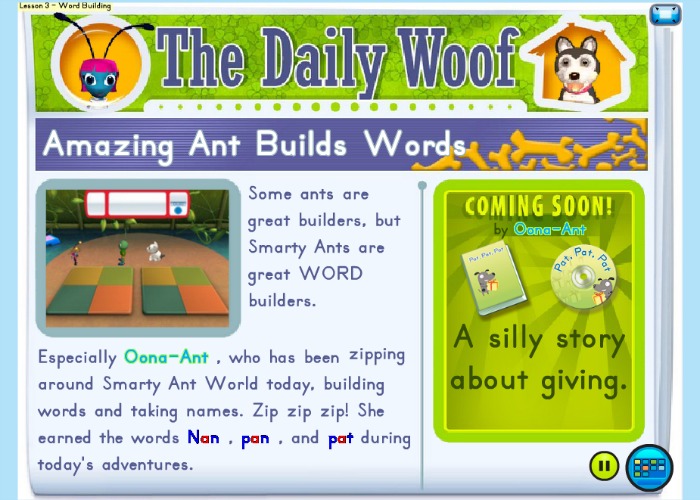 Lesson 3 - Word Building
The Daily Woof
Amazing Ant Builds Words
Some ants are
great builders, but
Smarty Ants are
great WORD
builders.
Especially Oona-Ant , who has been zipping
around Smarty Ant World today, building
words and taking names. Zip zip zip! She
earned the words Nan , pan , and pat during
today's adventures.
COMING SOON!
by Oona-Ant
Pat, Pat, Pat
Pat, Pat, Pat
A silly story
about giving.